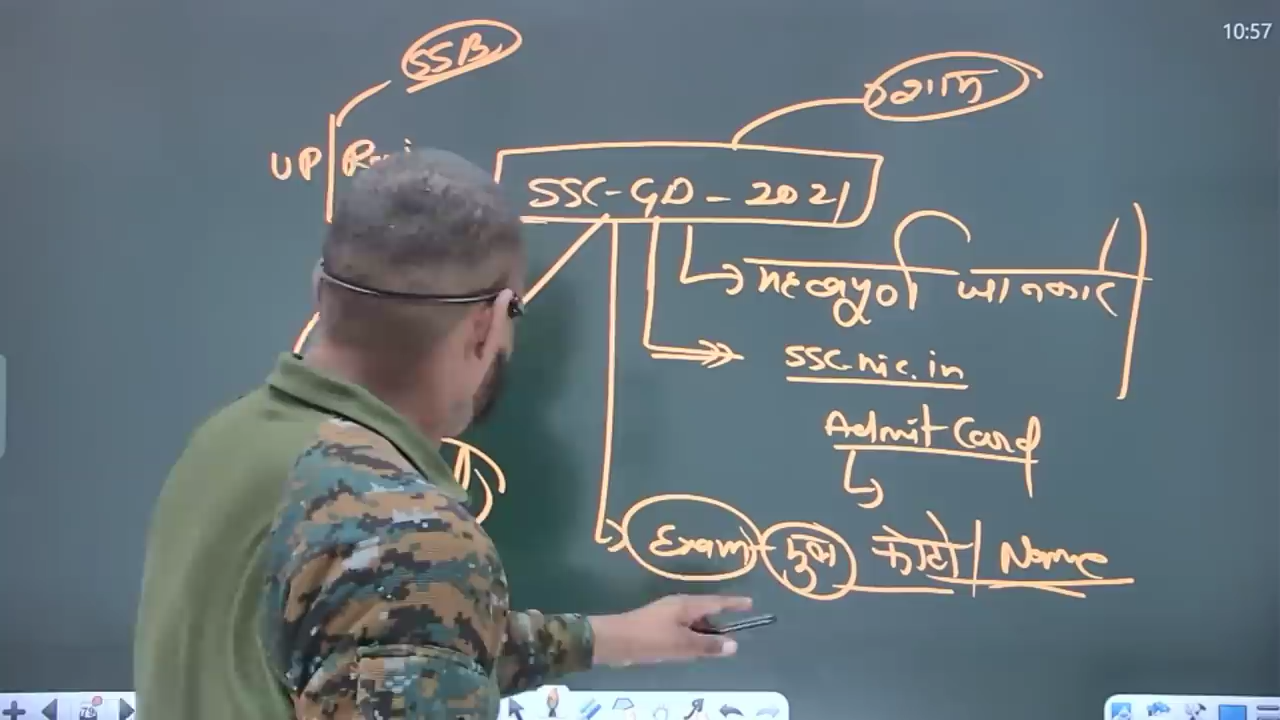 10:57
SSB
UP
SSC-GD-2021
महत्वपूर्ण जानकारी
SSC.nic.in
Admit Card
Exam
फोटो | Name